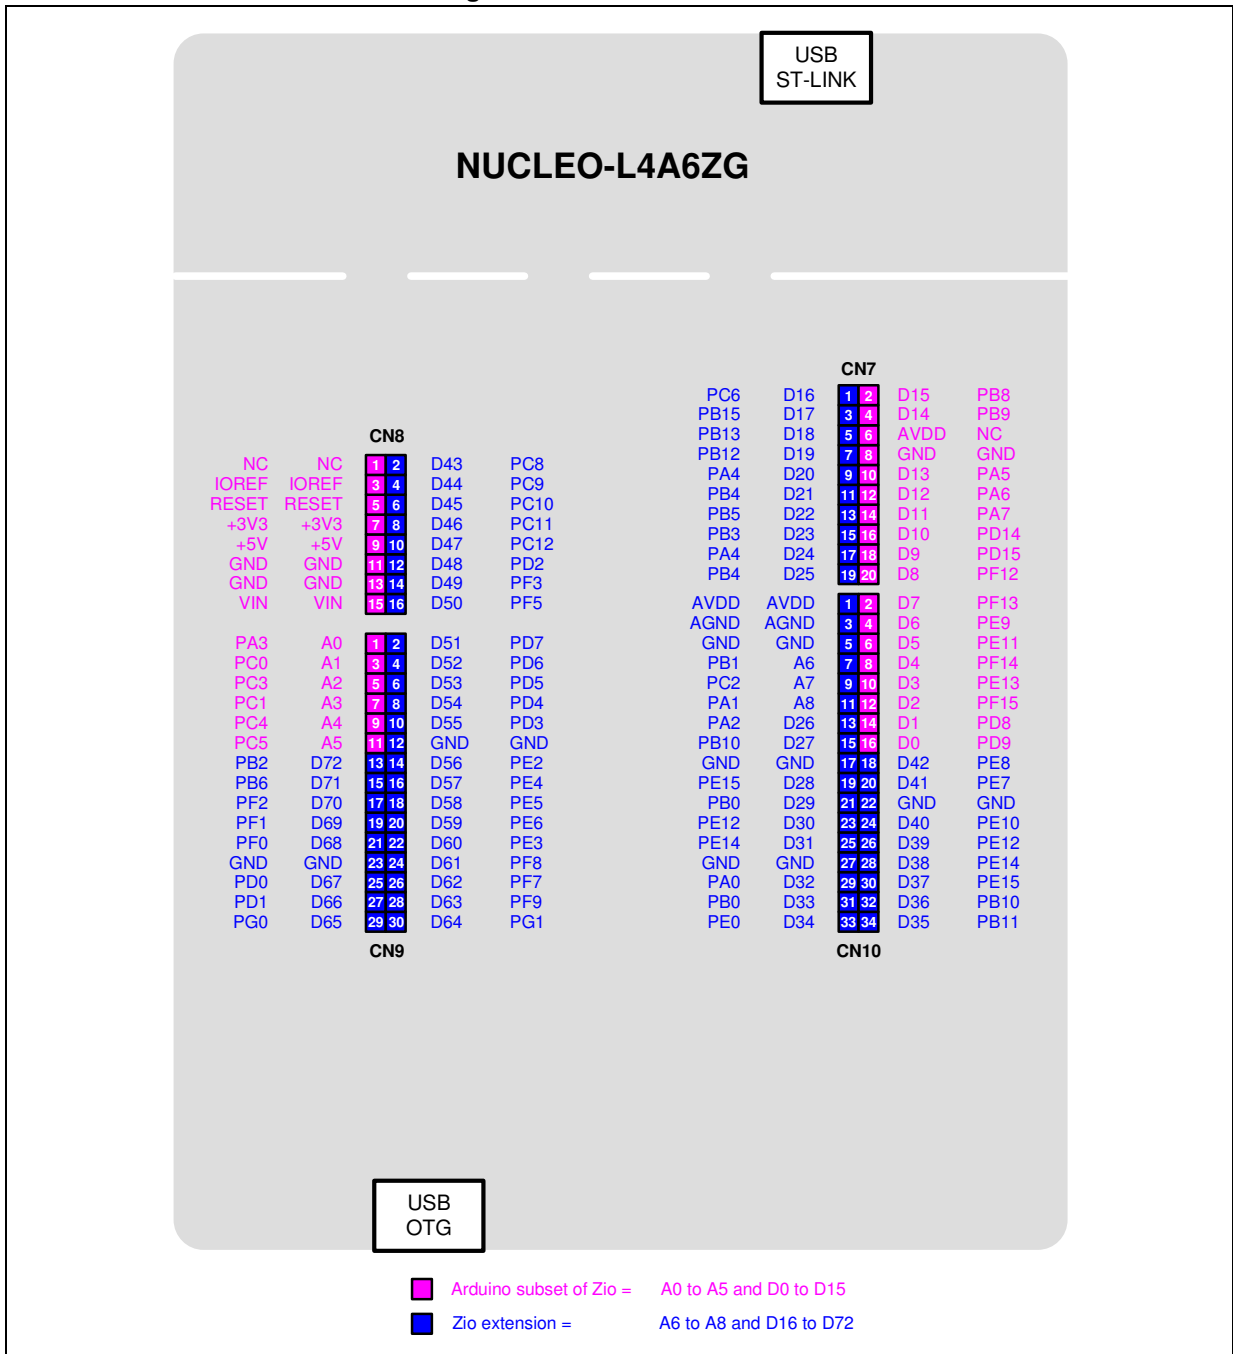 USB
ST-LINK
NUCLEO-L4A6ZG
CN7
PC6 D16 1 2 D15 PB8
PB15 D17 3 4 D14 PB9
PB13 D18 5 6 AVDD NC
PB12 D19 7 8 GND GND
PA4 D20 9 10 D13 PA5
PB4 D21 11 12 D12 PA6
PB5 D22 13 14 D11 PA7
PB3 D23 15 16 D10 PD14
PA4 D24 17 18 D9 PD15
PB4 D25 19 20 D8 PF12
CN8
NC NC 1 2 D43 PC8
IOREF IOREF 3 4 D44 PC9
RESET RESET 5 6 D45 PC10
+3V3 +3V3 7 8 D46 PC11
+5V +5V 9 10 D47 PC12
GND GND 11 12 D48 PD2
GND GND 13 14 D49 PF3
VIN VIN 15 16 D50 PF5
AVDD AVDD 1 2 D7 PF13
AGND AGND 3 4 D6 PE9
GND GND 5 6 D5 PE11
PB1 A6 7 8 D4 PF14
PC2 A7 9 10 D3 PE13
PA1 A8 11 12 D2 PF15
PA2 D26 13 14 D1 PD8
PB10 D27 15 16 D0 PD9
GND GND 17 18 D42 PE8
PE15 D28 19 20 D41 PE7
PB0 D29 21 22 GND GND
PE12 D30 23 24 D40 PE10
PE14 D31 25 26 D39 PE12
GND GND 27 28 D38 PE14
PA0 D32 29 30 D37 PE15
PB0 D33 31 32 D36 PB10
PE0 D34 33 34 D35 PB11
CN10
PA3 A0 1 2 D51 PD7
PC0 A1 3 4 D52 PD6
PC3 A2 5 6 D53 PD5
PC1 A3 7 8 D54 PD4
PC4 A4 9 10 D55 PD3
PC5 A5 11 12 GND GND
PB2 D72 13 14 D56 PE2
PB6 D71 15 16 D57 PE4
PF2 D70 17 18 D58 PE5
PF1 D69 19 20 D59 PE6
PF0 D68 21 22 D60 PE3
GND GND 23 24 D61 PF8
PD0 D67 25 26 D62 PF7
PD1 D66 27 28 D63 PF9
PG0 D65 29 30 D64 PG1
CN9
USB
OTG
Arduino subset of Zio = A0 to A5 and D0 to D15
Zio extension = A6 to A8 and D16 to D72